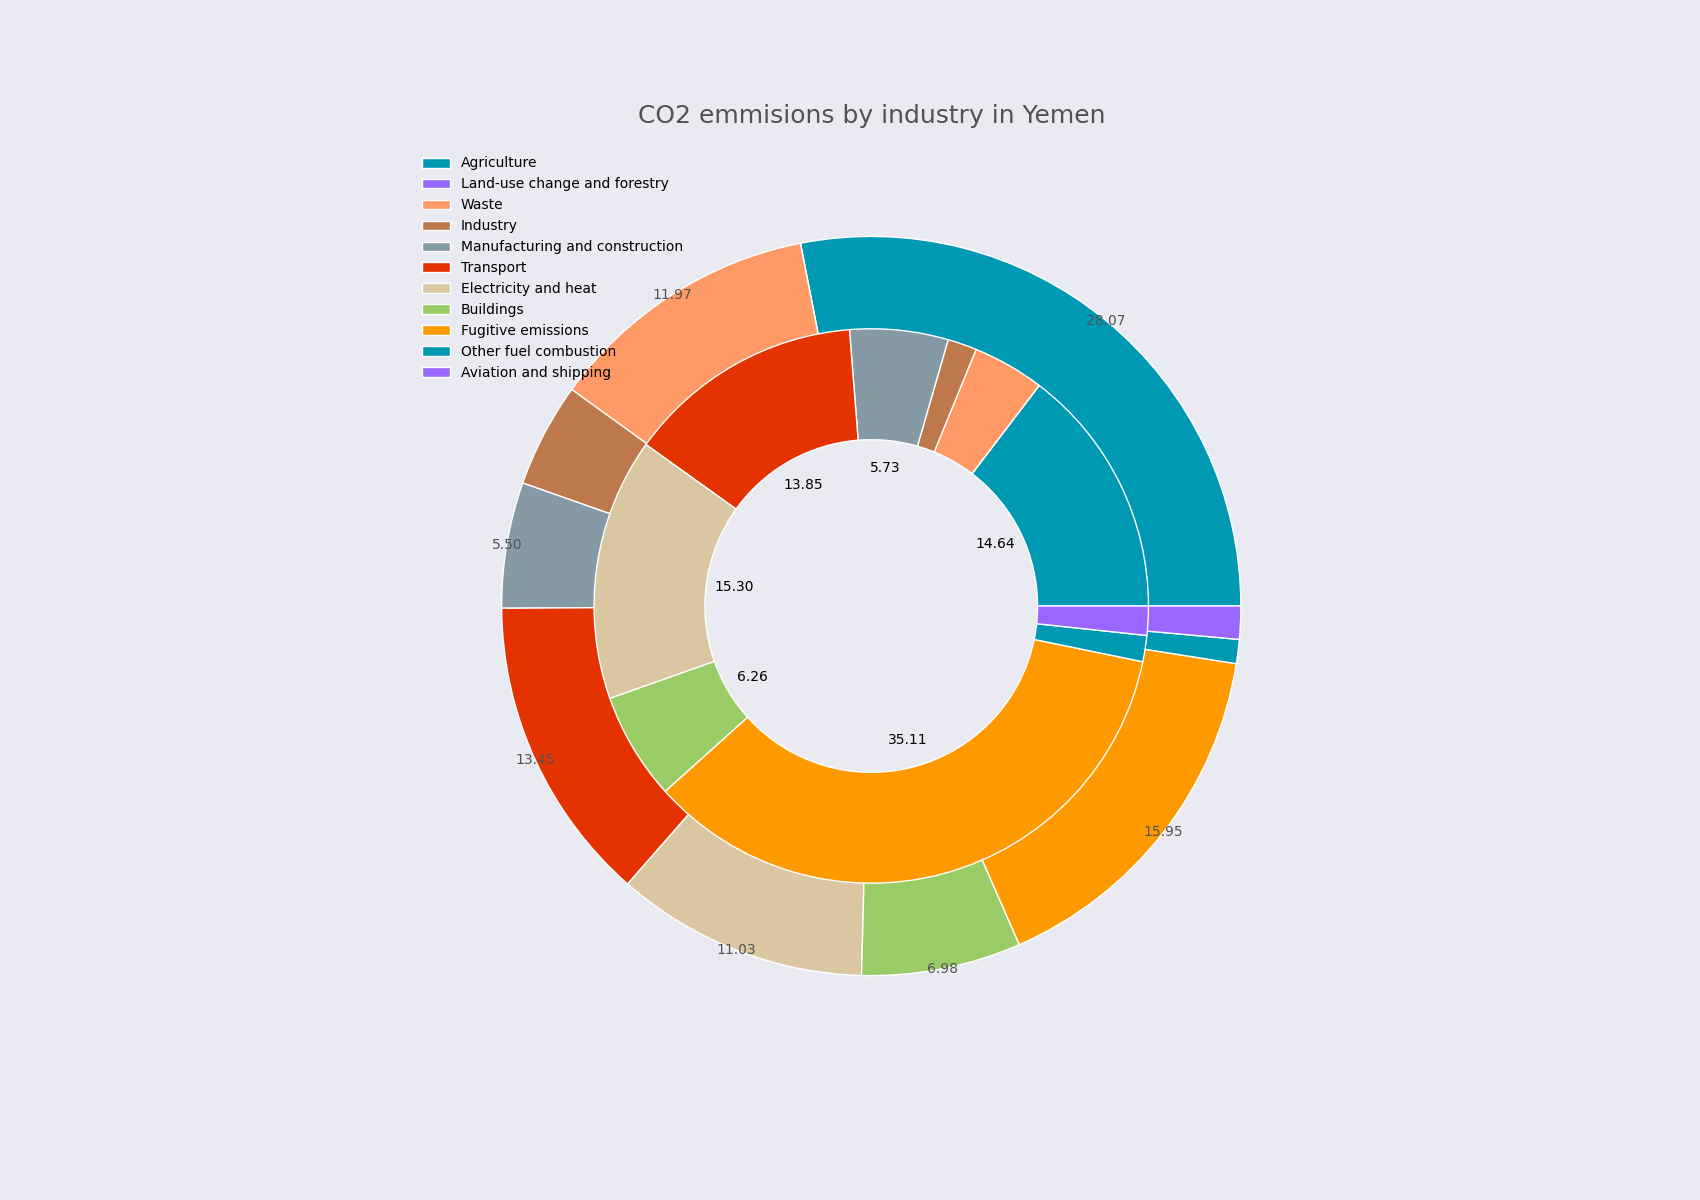 CO2 emmisions by industry in Yemen
Agriculture
Land-use change and forestry
Waste
Industry
Manufacturing and construction
Transport
Electricity and heat
Buildings
Fugitive emissions
Other fuel combustion
Aviation and shipping
11.97
28.07
5.73
13.85
14.64
5.50
15.30
6.26
35.11
13.45
15.95
11.03
6.98